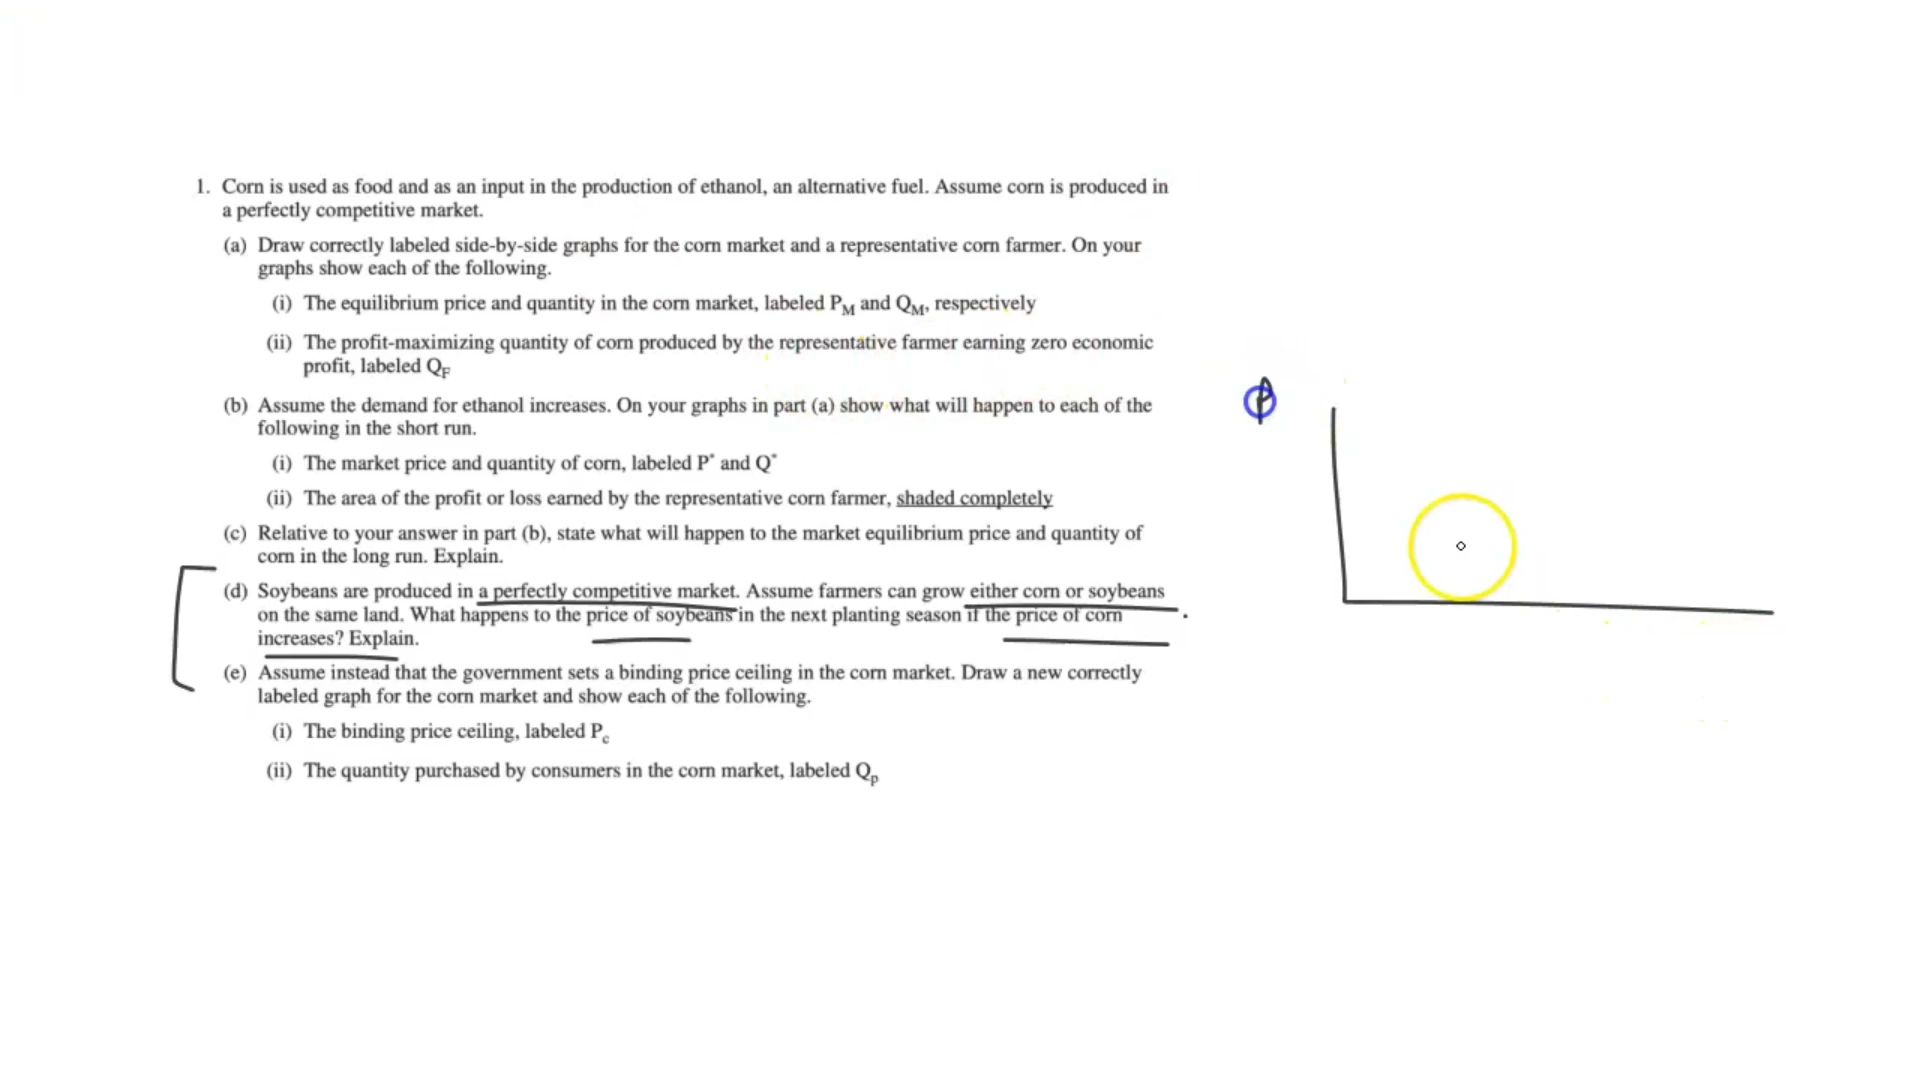 1. Corn is used as food and as an input in the production of ethanol, an alternative fuel. Assume corn is produced in
a perfectly competitive market.
(a) Draw correctly labeled side-by-side graphs for the corn market and a representative corn farmer. On your
graphs show each of the following.
(i) The equilibrium price and quantity in the corn market, labeled P_M and Q_M, respectively
(ii) The profit-maximizing quantity of corn produced by the representative farmer earning zero economic
profit, labeled Q_F
(b) Assume the demand for ethanol increases. On your graphs in part (a) show what will happen to each of the
following in the short run.
(i) The market price and quantity of corn, labeled P* and Q*
(ii) The area of the profit or loss earned by the representative corn farmer, shaded completely
(c) Relative to your answer in part (b), state what will happen to the market equilibrium price and quantity of
corn in the long run. Explain.
(d) Soybeans are produced in a perfectly competitive market. Assume farmers can grow either corn or soybeans
on the same land. What happens to the price of soybeans in the next planting season if the price of corn
increases? Explain.
(e) Assume instead that the government sets a binding price ceiling in the corn market. Draw a new correctly
labeled graph for the corn market and show each of the following.
(i) The binding price ceiling, labeled P_c
(ii) The quantity purchased by consumers in the corn market, labeled Q_p
P